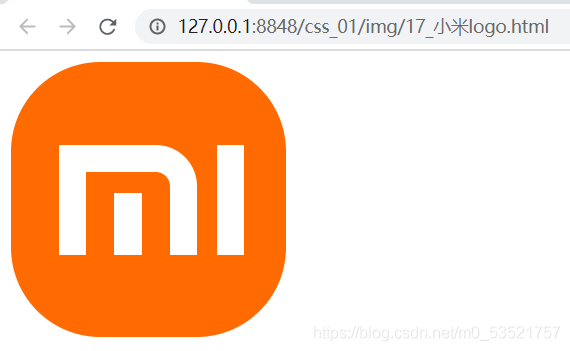 127.0.0.1:8848/css_01/img/17_小米logo.html
mi
https://blog.csdn.net/m0_53521757